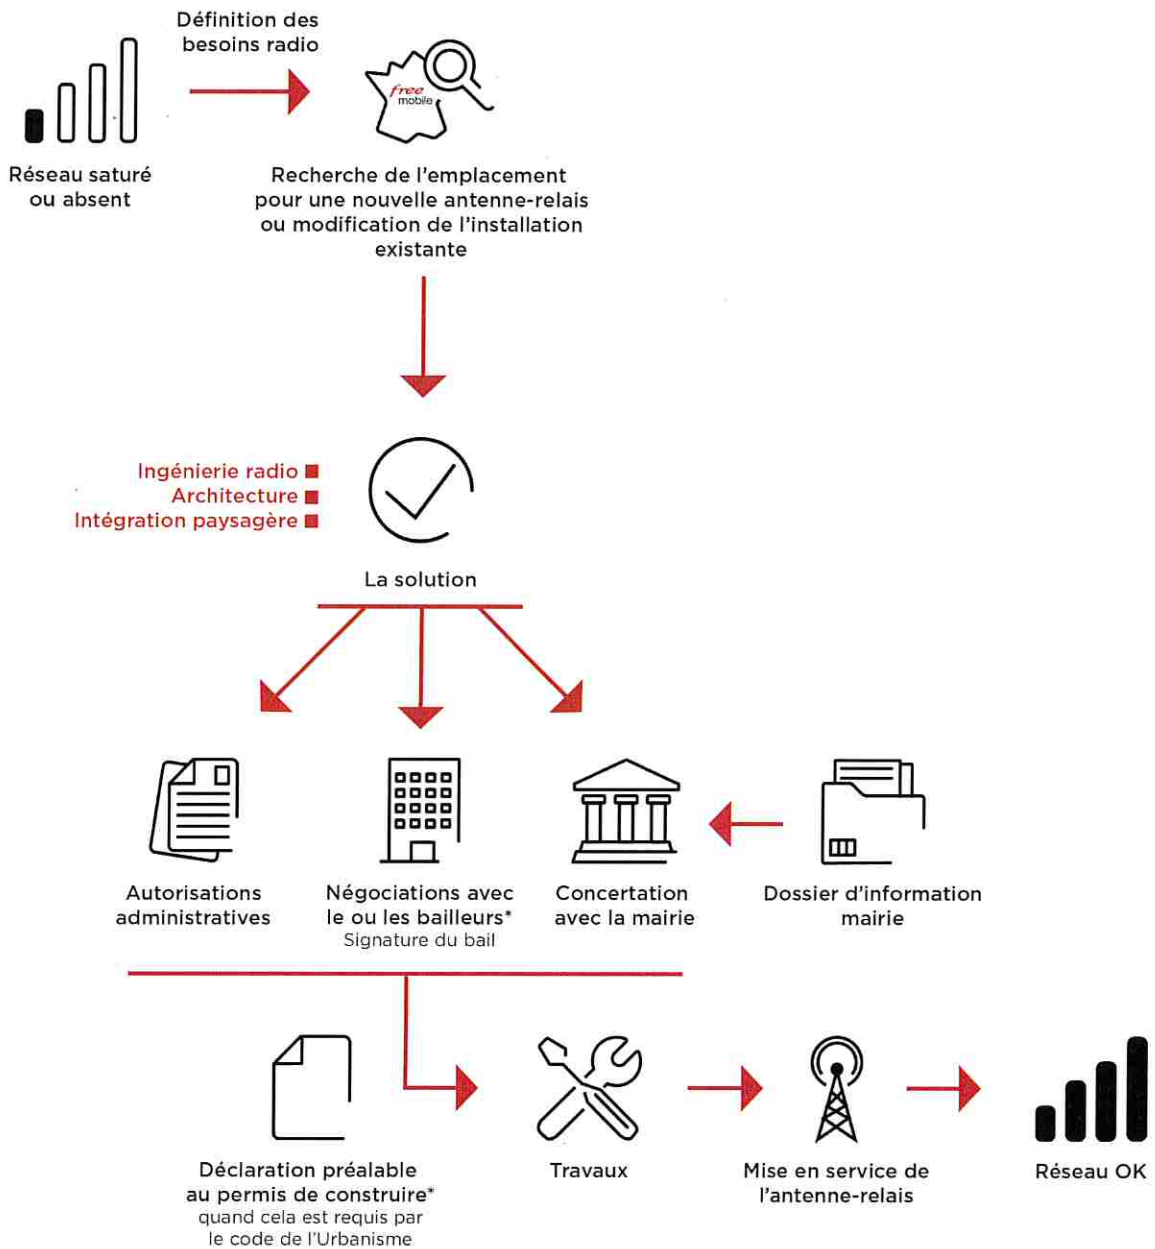 Définition des
besoins radio
free
mobile
Réseau saturé
ou absent
Recherche de l'emplacement
pour une nouvelle antenne-relais
ou modification de l'installation
existante
Ingénierie radio
Architecture
Intégration paysagère
La solution
Autorisations
administratives
Négociations avec
le ou les bailleurs*
Signature du bail
Concertation
avec la mairie
Dossier d'information
mairie
Déclaration préalable
au permis de construire*
quand cela est requis par
le code de l'Urbanisme
Travaux
Mise en service de
l'antenne-relais
Réseau OK